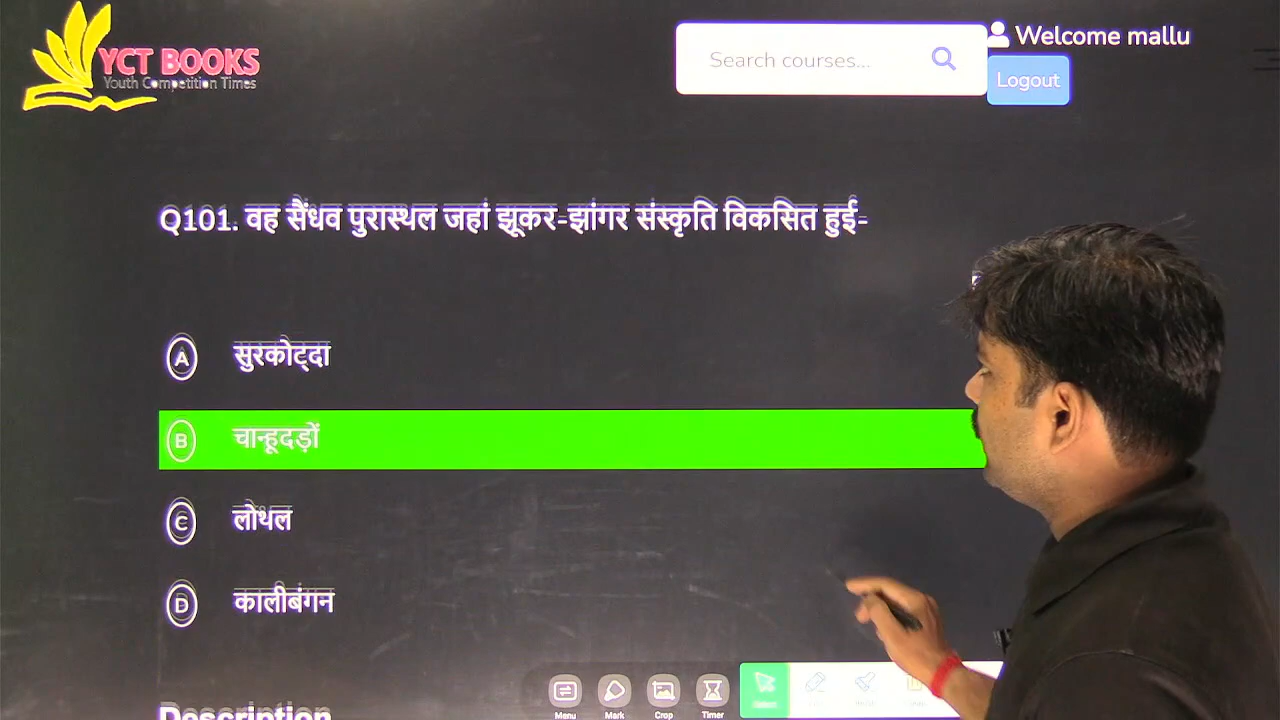 YCT BOOKS
Youth Competition Times
Search courses...
Welcome mallu
Logout
Q101. वह सैंधव पुरास्थल जहां झूकर-झांगर संस्कृति विकसित हुई-
A सुरकोट्दा
B चान्हूदड़ों
C लोथल
D कालीबंगन
Description
Menu
Mark
Crop
Timer
Select